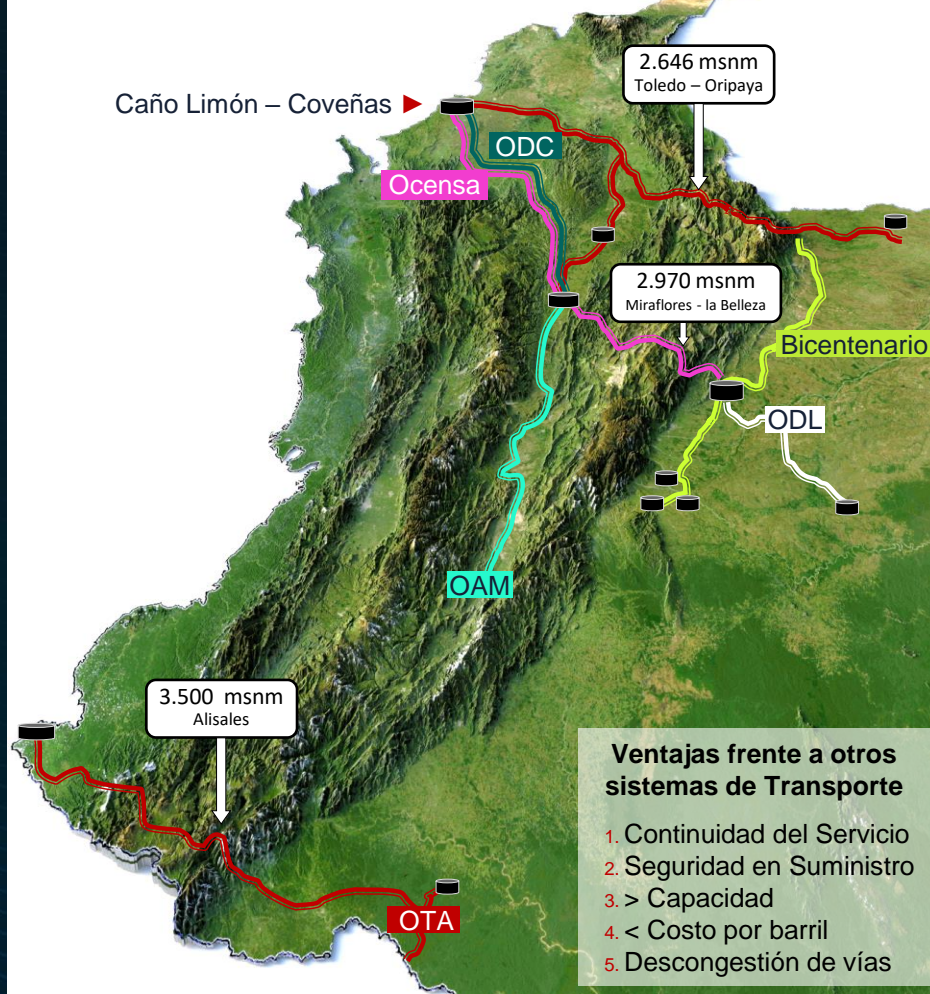 2.646 msnm
Toledo – Oripaya
Caño Limón – Coveñas
ODC
Ocensa
2.970 msnm
Miraflores - la Belleza
Bicentenario
ODL
OAM
3.500 msnm
Alisales
OTA
Ventajas frente a otros
sistemas de Transporte
1. Continuidad del Servicio
2. Seguridad en Suministro
3. > Capacidad
4. < Costo por barril
5. Descongestión de vías